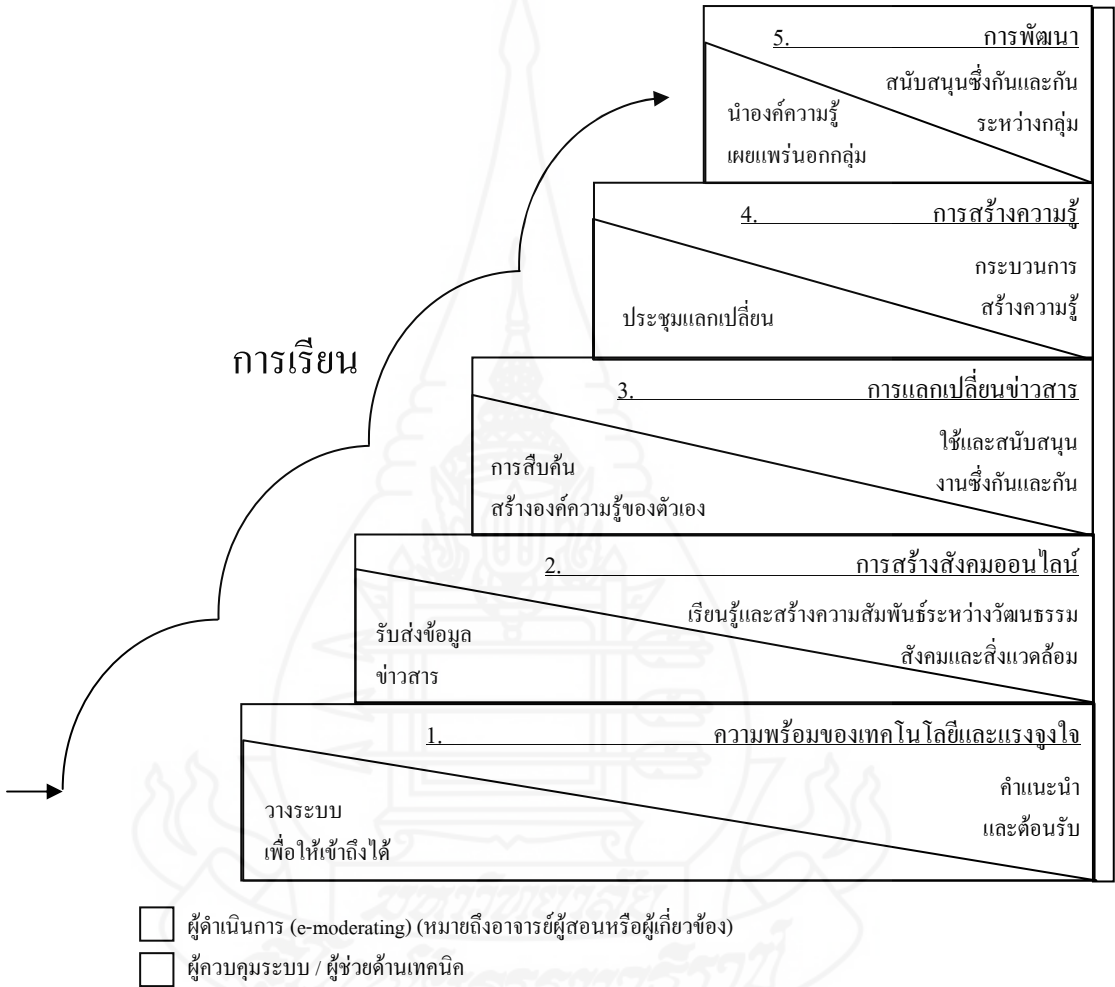 5. การพัฒนา
สนับสนุนซึ่งกันและกัน
ระหว่างกลุ่ม
นำองค์ความรู้
เผยแพร่นอกกลุ่ม
4. การสร้างความรู้
กระบวนการ
สร้างความรู้
ประชุมแลกเปลี่ยน
การเรียน
3. การแลกเปลี่ยนข่าวสาร
ใช้และสนับสนุน
งานซึ่งกันและกัน
การสืบค้น
สร้างองค์ความรู้ของตัวเอง
2. การสร้างสังคมออนไลน์
เรียนรู้และสร้างความสัมพันธ์ระหว่างวัฒนธรรม
สังคมและสิ่งแวดล้อม
รับส่งข้อมูล
ข่าวสาร
1. ความพร้อมของเทคโนโลยีและแรงจูงใจ
คำแนะนำ
และต้อนรับ
วางระบบ
เพื่อให้เข้าถึงได้
ผู้ดำเนินการ (e-moderating) (หมายถึงอาจารย์ผู้สอนหรือผู้เกี่ยวข้อง)
ผู้ควบคุมระบบ / ผู้ช่วยด้านเทคนิค